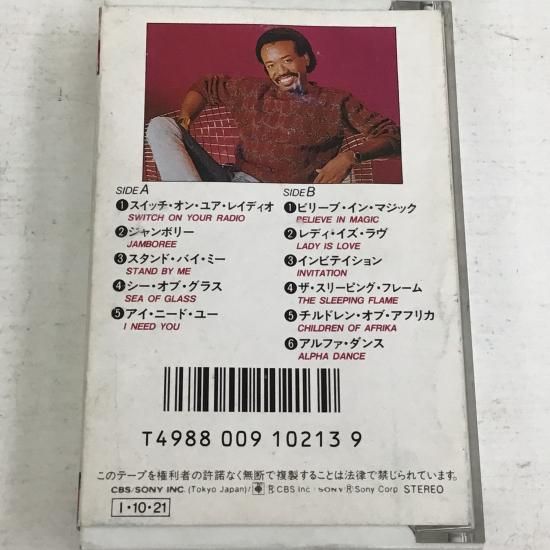 SIDE A
❶スイッチ・オン・ユア・レイディオ
SWITCH ON YOUR RADIO
❷ジャンボリー
JAMBOREE
❸スタンド・バイ・ミー
STAND BY ME
❹シー・オブ・グラス
SEA OF GLASS
❺アイ・ニード・ユー
I NEED YOU
SIDE B
❶ビリーブ・イン・マジック
BELIEVE IN MAGIC
❷レディ・イズ・ラヴ
LADY IS LOVE
❸インビテイション
INVITATION
❹ザ・スリーピング・フレーム
THE SLEEPING FLAME
❺チルドレン・オブ・アフリカ
CHILDREN OF AFRIKA
❻アルファ・ダンス
ALPHA DANCE
T4988 009 10213 9
このテープを権利者の許諾なく無断で複製することは法律で禁じられています。
CBS/SONY INC. (Tokyo Japan)/ ℗CBS Inc. SONY ® Sony Corp STEREO
I・10・21